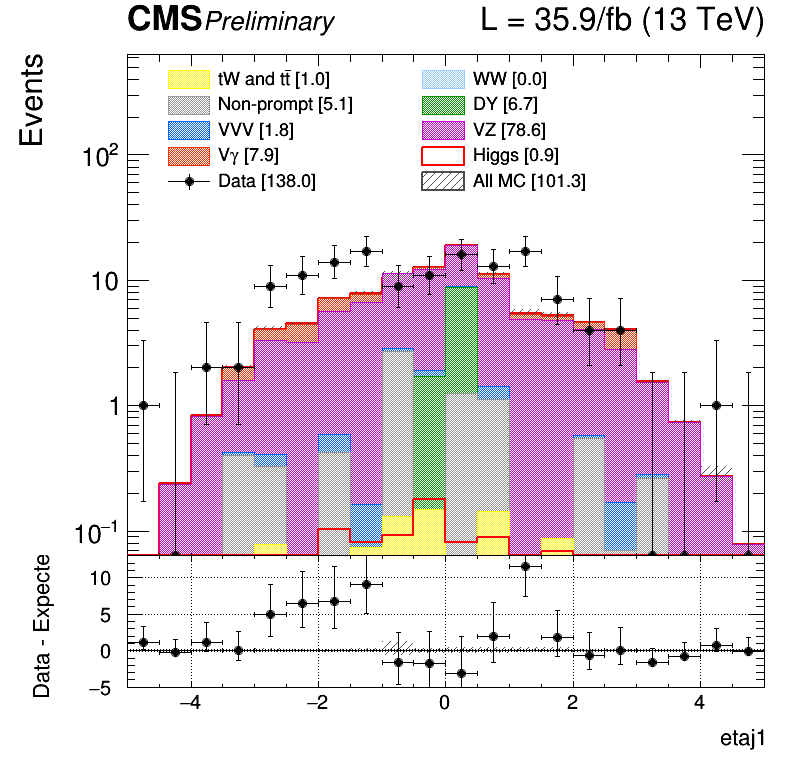 CMS Preliminary L = 35.9/fb (13 TeV)
Events
tW and tt̄ [1.0] WW [0.0]
Non-prompt [5.1] DY [6.7]
VVV [1.8] VZ [78.6]
Vγ [7.9] Higgs [0.9]
Data [138.0] All MC [101.3]
10²
10
1
10⁻¹
Data - Expecte
10
5
0
−5
−4 −2 0 2 4
etaj1